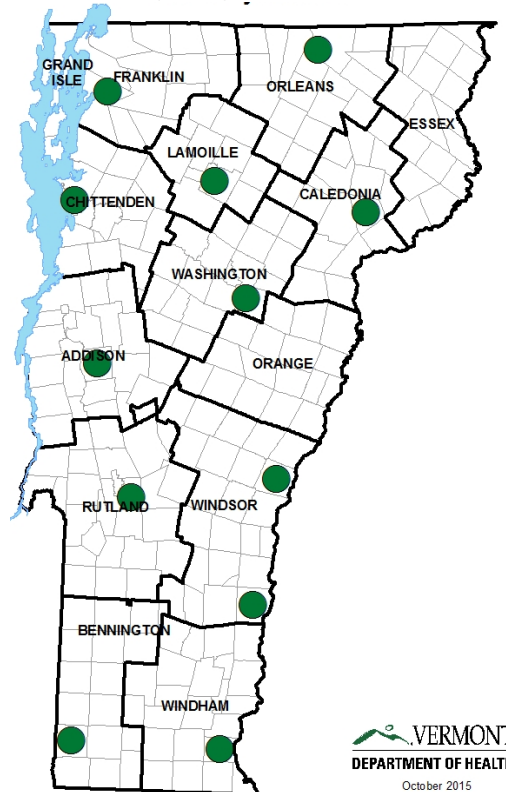 GRAND
ISLE
FRANKLIN
ORLEANS
ESSEX
LAMOILLE
CALEDONIA
CHITTENDEN
WASHINGTON
ADDISON
ORANGE
RUTLAND
WINDSOR
BENNINGTON
WINDHAM
VERMONT
DEPARTMENT OF HEALT
October 2015